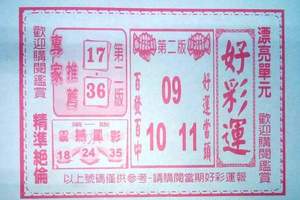 漂亮單元
歡迎購閱鑑賞
好彩運
第二版
好運當頭
09
10 11
百發百中
第二版
專家推薦
17
36
18 24 35
歡迎購閱鑑賞
精準絕倫
以上號碼僅供參考-請購閱當期好彩運報